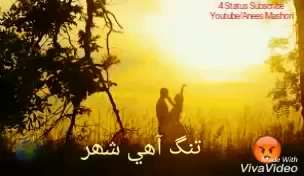 4 Status Subscribe
Youtube/Anees Mashori
تنگ آهي شهر
Made With
VivaVideo